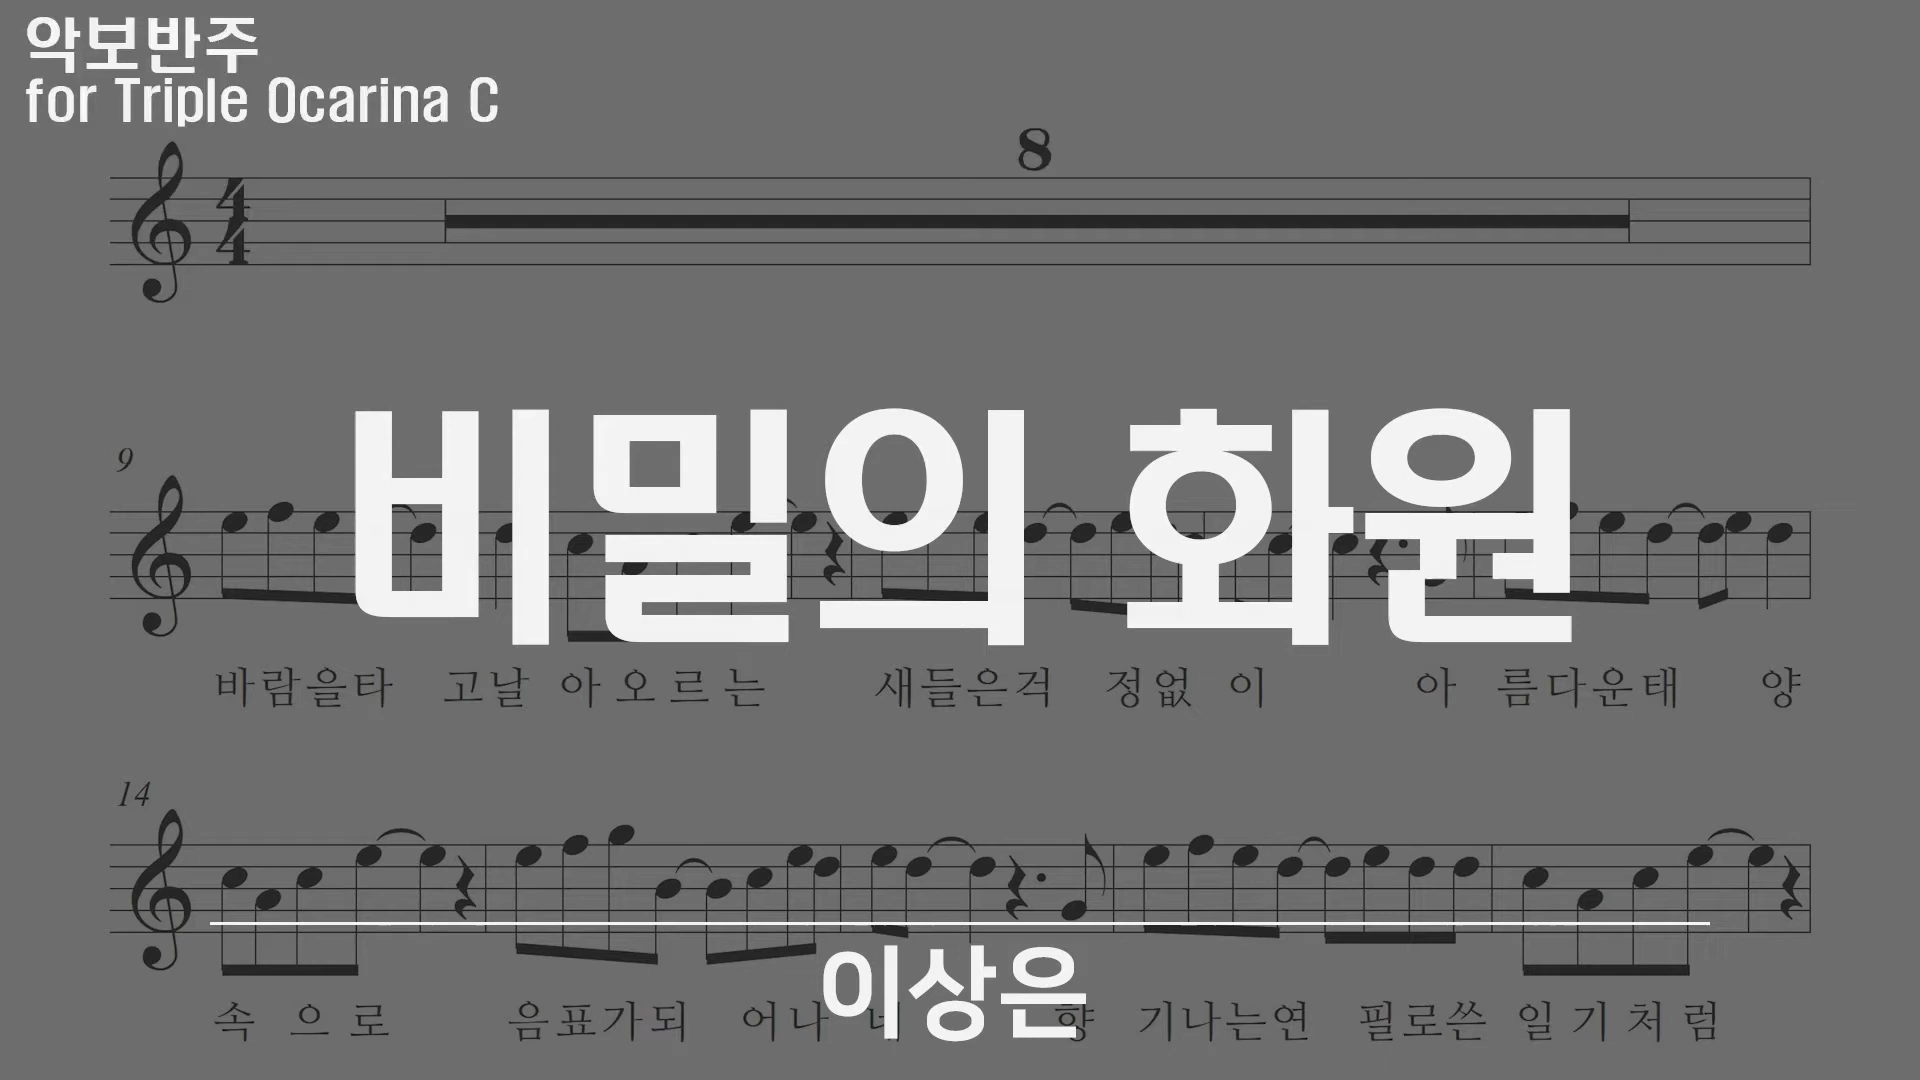 악보반주
for Triple Ocarina C
8
비밀의 화원
9
바람을타 고날 아오르는 새들은걱 정없 이 아 름다운태 양
14
속 으 로 음표가되 어나 네 향 기나는연 필로쓴 일 기 처 럼
이상은